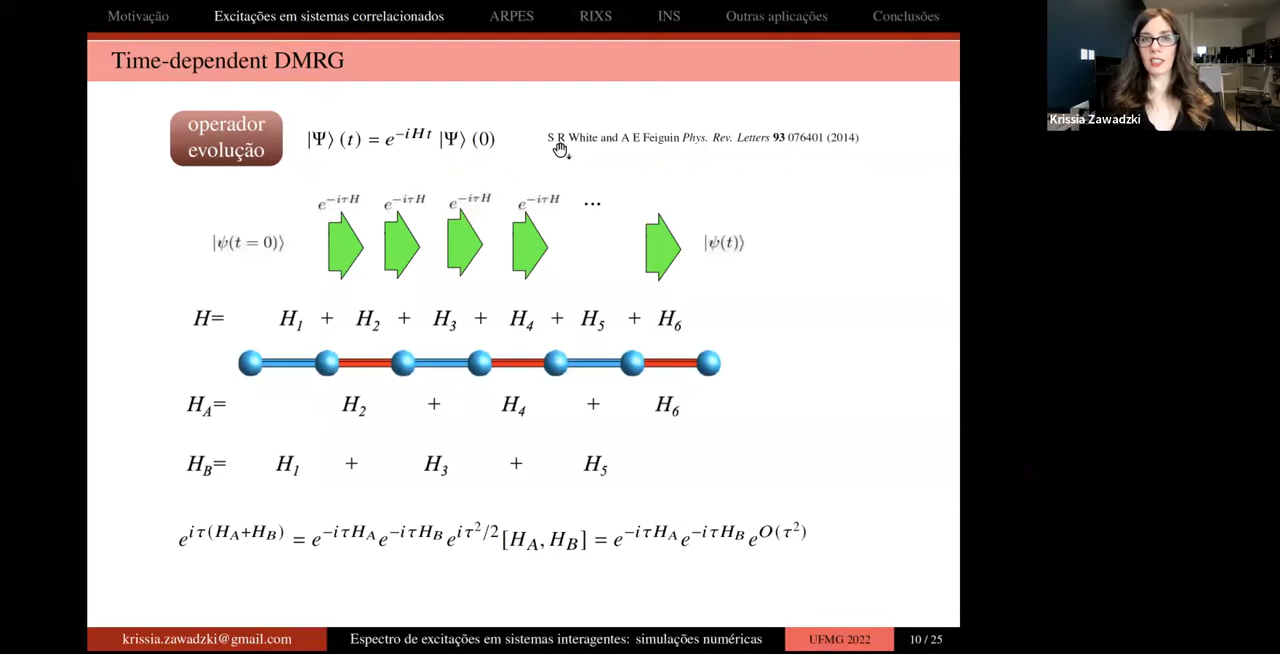 Motivação Excitações em sistemas correlacionados ARPES RIXS INS Outras aplicações Conclusões
Time-dependent DMRG
operador
evolução
|Ψ⟩ (t) = e^{−iHt} |Ψ⟩ (0)
S R White and A E Feiguin Phys. Rev. Letters 93 076401 (2014)
e^{−iτH} e^{−iτH} e^{−iτH} e^{−iτH} ...
|ψ(t = 0)⟩ |ψ(t)⟩
H= H_1 + H_2 + H_3 + H_4 + H_5 + H_6
H_A= H_2 + H_4 + H_6
H_B= H_1 + H_3 + H_5
e^{iτ(H_A+H_B)} = e^{−iτH_A} e^{−iτH_B} e^{iτ^2/2} [H_A, H_B] = e^{−iτH_A} e^{−iτH_B} e^{O(τ^2)}
krissia.zawadzki@gmail.com Espectro de excitações em sistemas interagentes: simulações numéricas UFMG 2022 10 / 25
Krissia Zawadzki